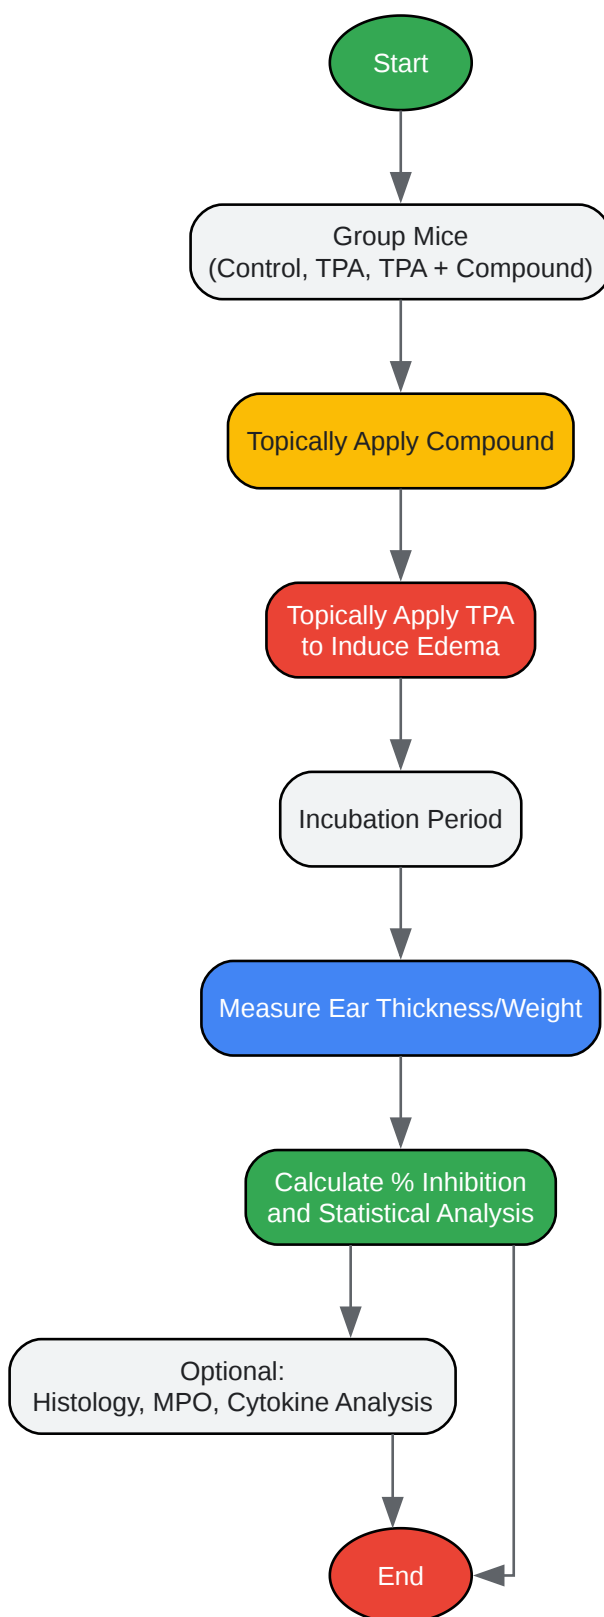 Start
Group Mice
(Control, TPA, TPA + Compound)
Topically Apply Compound
Topically Apply TPA
to Induce Edema
Incubation Period
Measure Ear Thickness/Weight
Calculate % Inhibition
and Statistical Analysis
Optional:
Histology, MPO, Cytokine Analysis
End